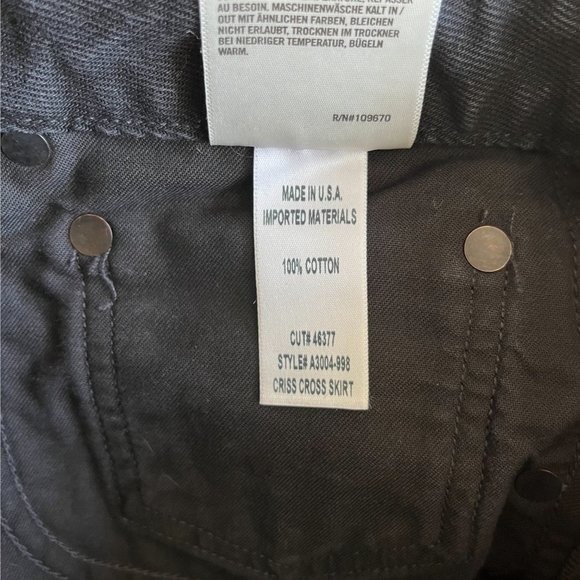 AU BESOIN. MASCHINENWÄSCHE KALT IN /
OUT MIT ÄHNLICHEN FARBEN, BLEICHEN
NICHT ERLAUBT, TROCKNEN IM TROCKNER
BEI NIEDRIGER TEMPERATUR, BÜGELN
WARM.
R/N#109670
MADE IN U.S.A.
IMPORTED MATERIALS
100% COTTON
CUT# 46377
STYLE# A3004-998
CRISS CROSS SKIRT